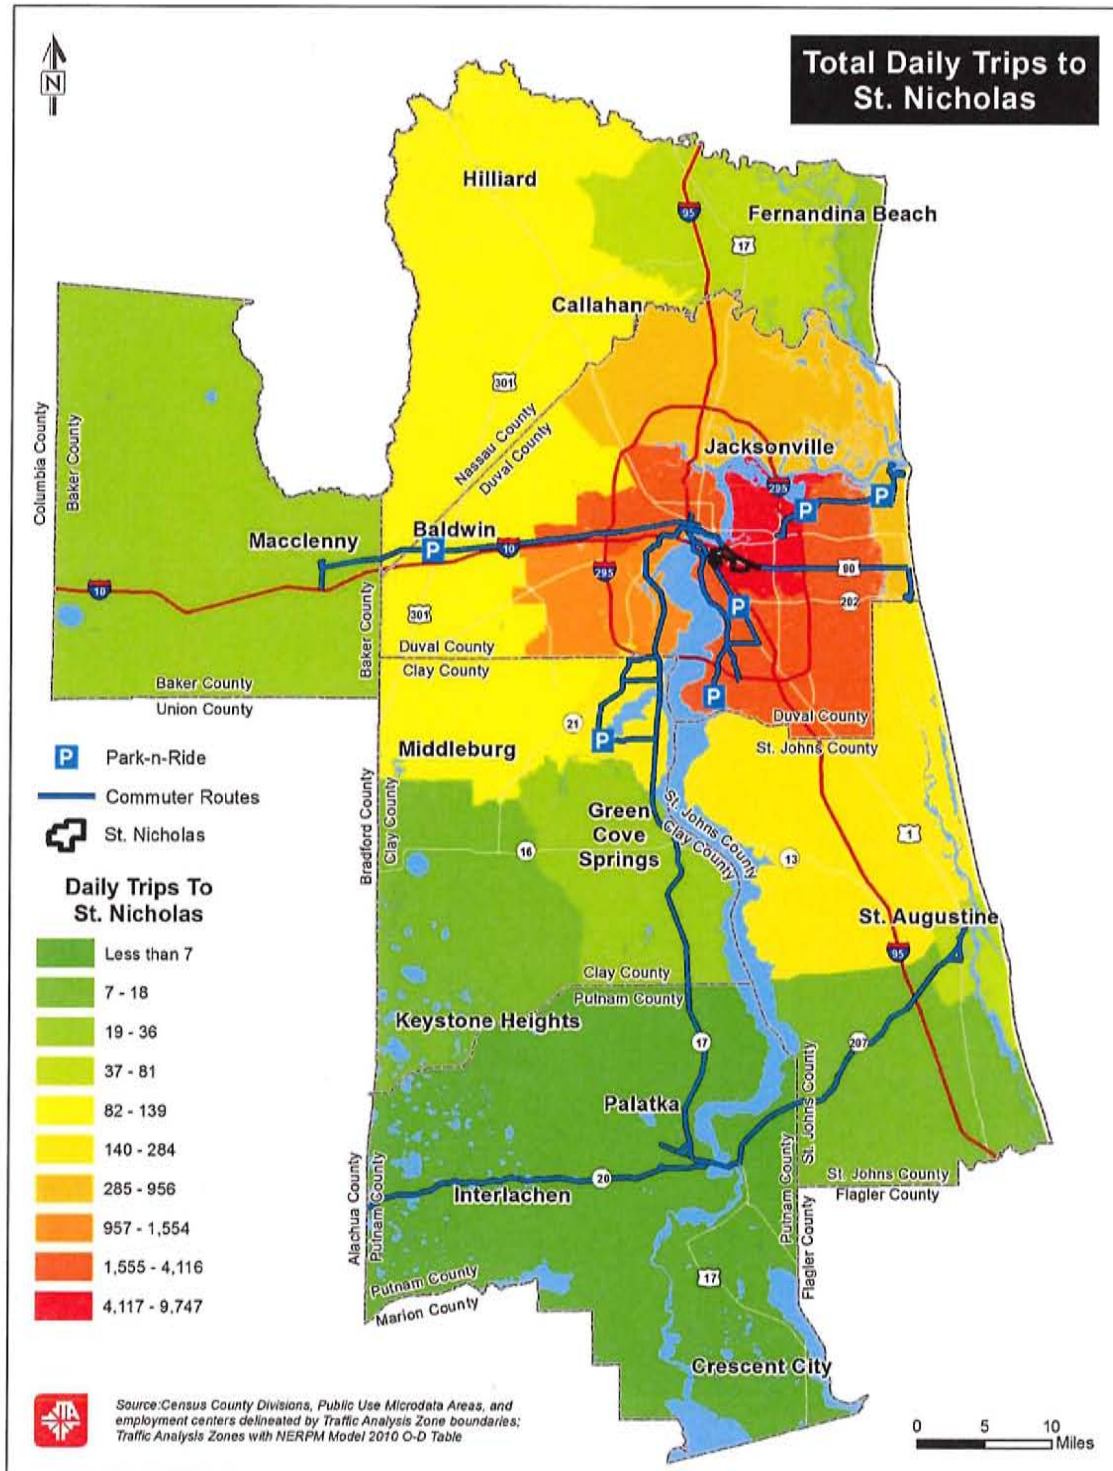 Total Daily Trips to
St. Nicholas
N
Hilliard
95
Fernandina Beach
17
Callahan
301
Nassau County
Duval County
Columbia County
Baker County
Jacksonville
295
P
P
Macclenny
Baldwin
P
10
10
295
90
202
301
P
Baker County
Duval County
Clay County
Baker County
Union County
P
Duval County
St. Johns County
21
P
Middleburg
P
Park-n-Ride
Commuter Routes
St. Nicholas
Bradford County
Clay County
Green
Cove
Springs
St. Johns County
Clay County
16
13
1
Daily Trips To
St. Nicholas
Less than 7
7 - 18
19 - 36
37 - 81
82 - 139
140 - 284
285 - 956
957 - 1,554
1,555 - 4,116
4,117 - 9,747
St. Augustine
95
Clay County
Putnam County
Keystone Heights
17
207
St. Johns County
Putnam County
Palatka
20
Interlachen
St. Johns County
Flagler County
Alachua County
Putnam County
Flagler County
17
Putnam County
Marion County
Crescent City
JTA
Source:Census County Divisions, Public Use Microdata Areas, and
employment centers delineated by Traffic Analysis Zone boundaries;
Traffic Analysis Zones with NERPM Model 2010 O-D Table
0 5 10
Miles